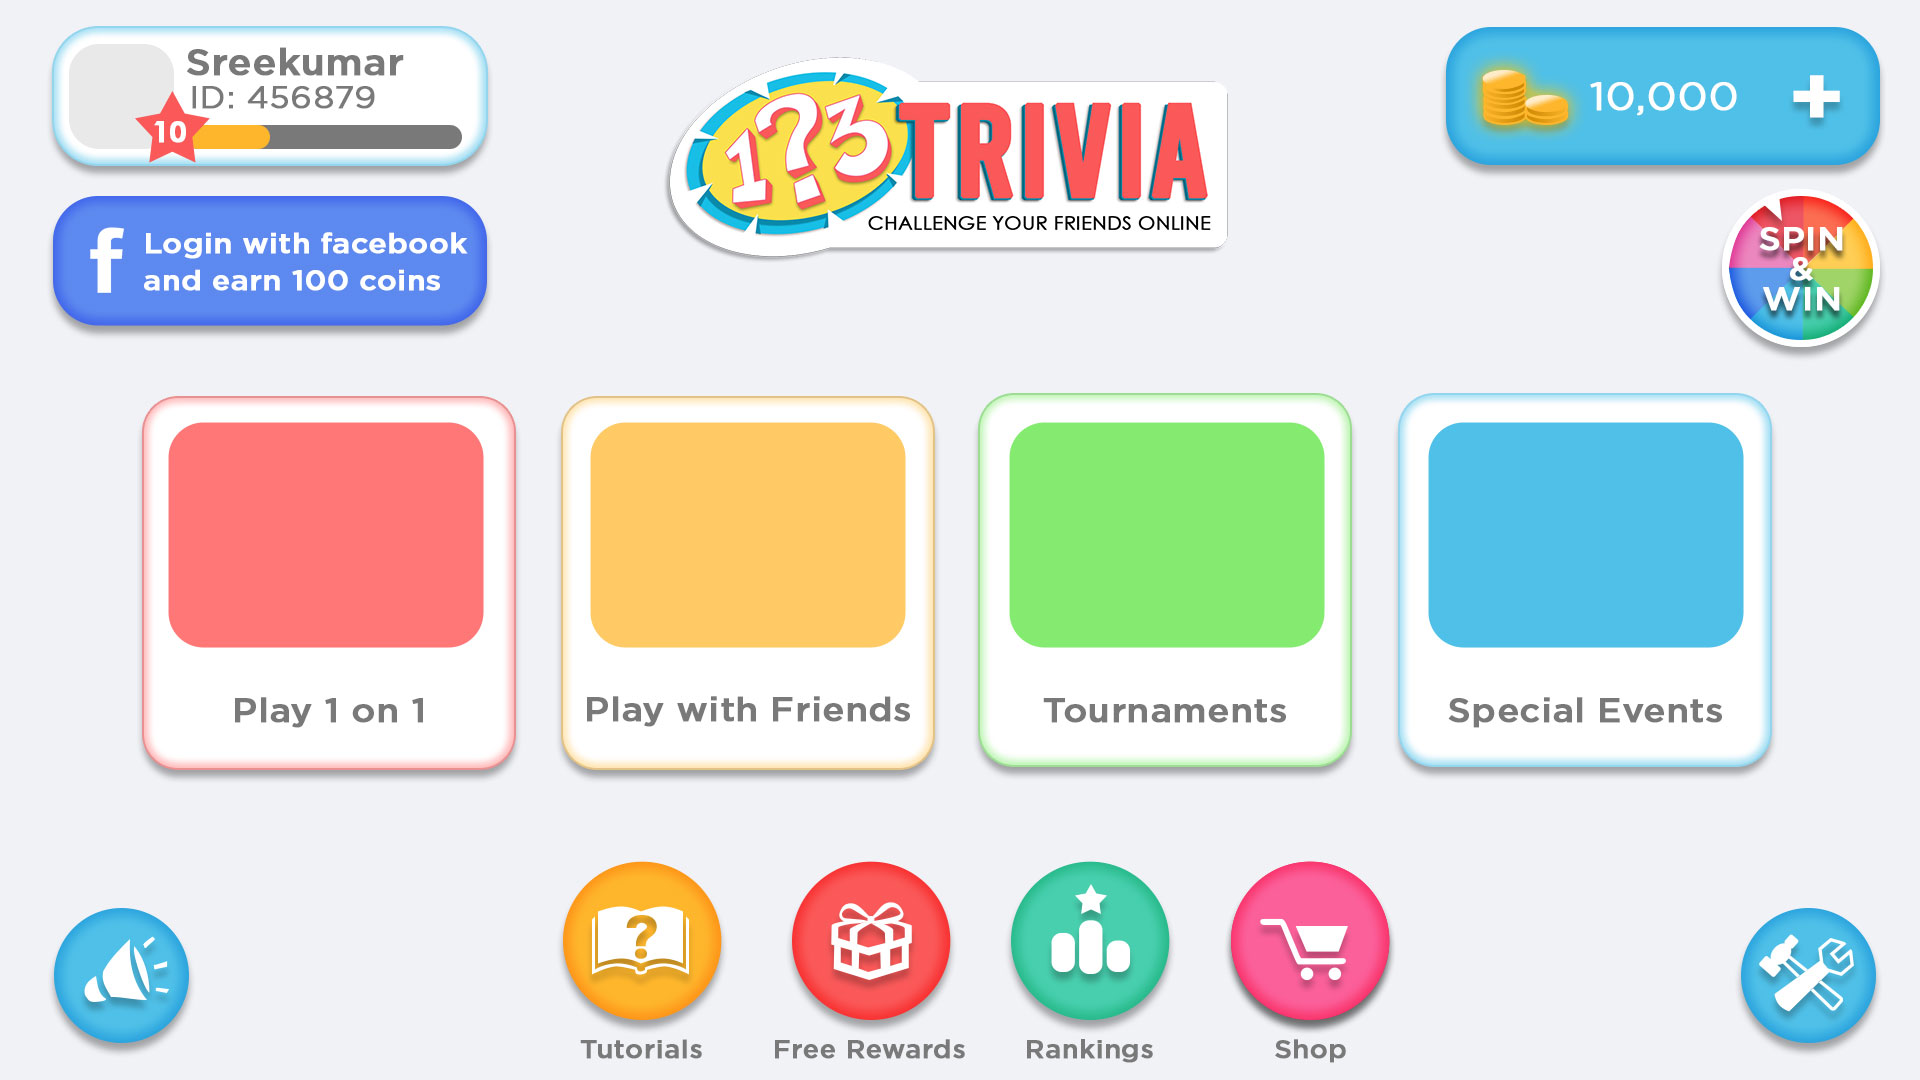 Sreekumar
ID: 456879
10
Login with facebook
and earn 100 coins
1?3 TRIVIA
CHALLENGE YOUR FRIENDS ONLINE
10,000
SPIN
&
WIN
Play 1 on 1
Play with Friends
Tournaments
Special Events
?
Tutorials
Free Rewards
Rankings
Shop